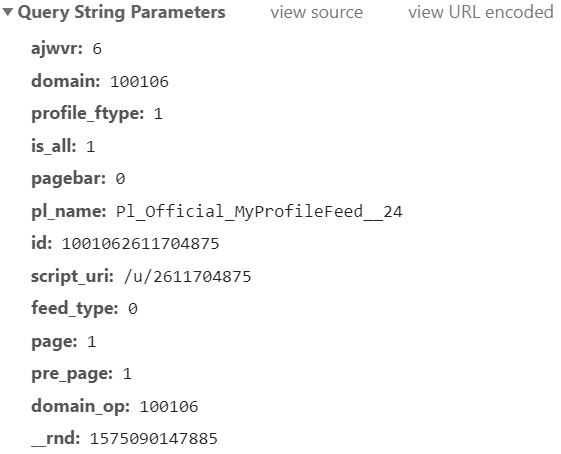 ▼Query String Parameters view source view URL encoded
ajwvr: 6
domain: 100106
profile_ftype: 1
is_all: 1
pagebar: 0
pl_name: Pl_Official_MyProfileFeed__24
id: 1001062611704875
script_uri: /u/2611704875
feed_type: 0
page: 1
pre_page: 1
domain_op: 100106
__rnd: 1575090147885